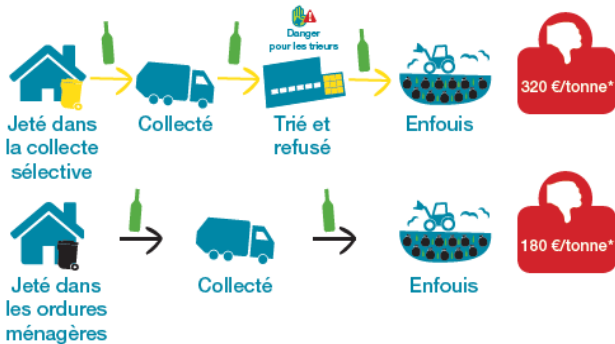 Danger
pour les trieurs
320 €/tonne*
Jeté dans
la collecte
sélective
Collecté
Trié et
refusé
Enfouis
180 €/tonne*
Jeté dans
les ordures
ménagères
Collecté
Enfouis